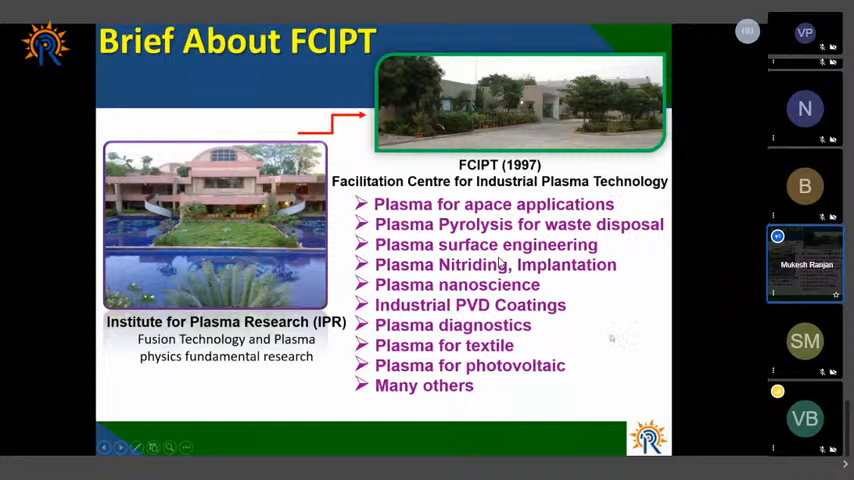 Brief About FCIPT
HD
VP
N
B
Mukesh Ranjan
SM
VB
FCIPT (1997)
Facilitation Centre for Industrial Plasma Technology
Plasma for apace applications
Plasma Pyrolysis for waste disposal
Plasma surface engineering
Plasma Nitriding, Implantation
Plasma nanoscience
Industrial PVD Coatings
Plasma diagnostics
Plasma for textile
Plasma for photovoltaic
Many others
Institute for Plasma Research (IPR)
Fusion Technology and Plasma
physics fundamental research